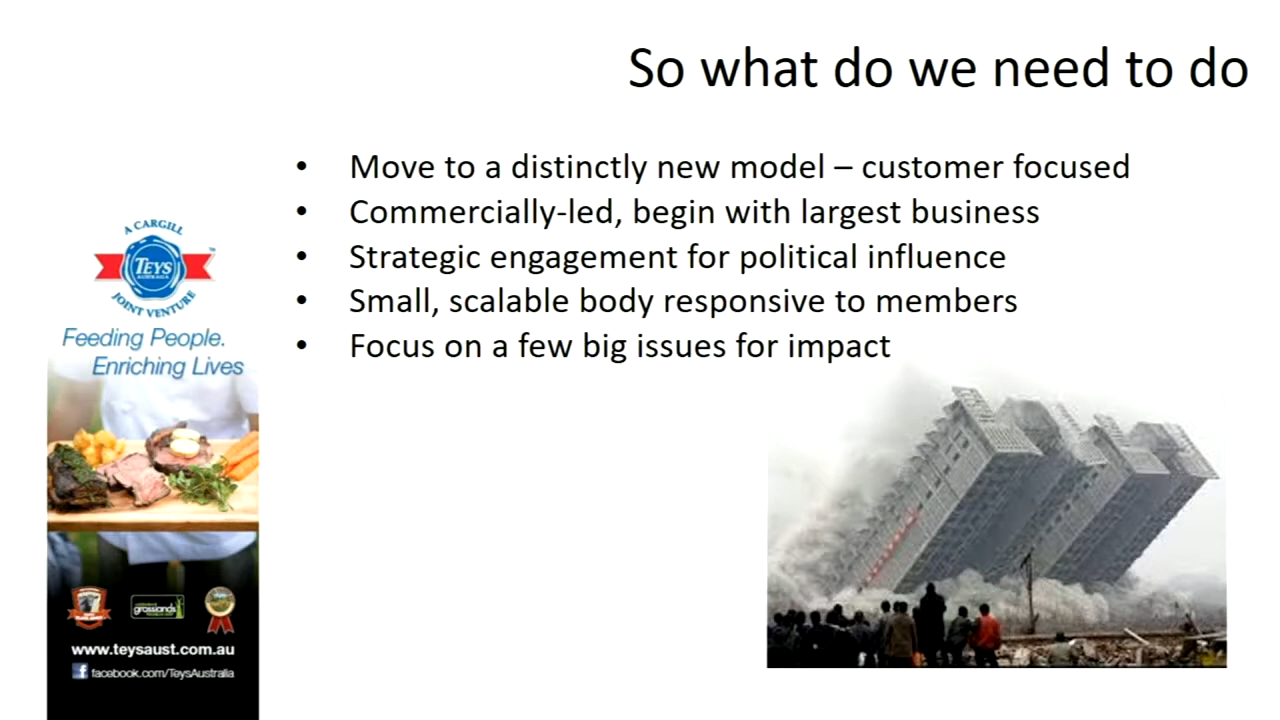 So what do we need to do
• Move to a distinctly new model – customer focused
• Commercially-led, begin with largest business
• Strategic engagement for political influence
• Small, scalable body responsive to members
• Focus on a few big issues for impact
A CARGILL
TEYS
JOINT VENTURE
Feeding People.
Enriching Lives
grasslands
www.teysaust.com.au
facebook.com/TeysAustralia